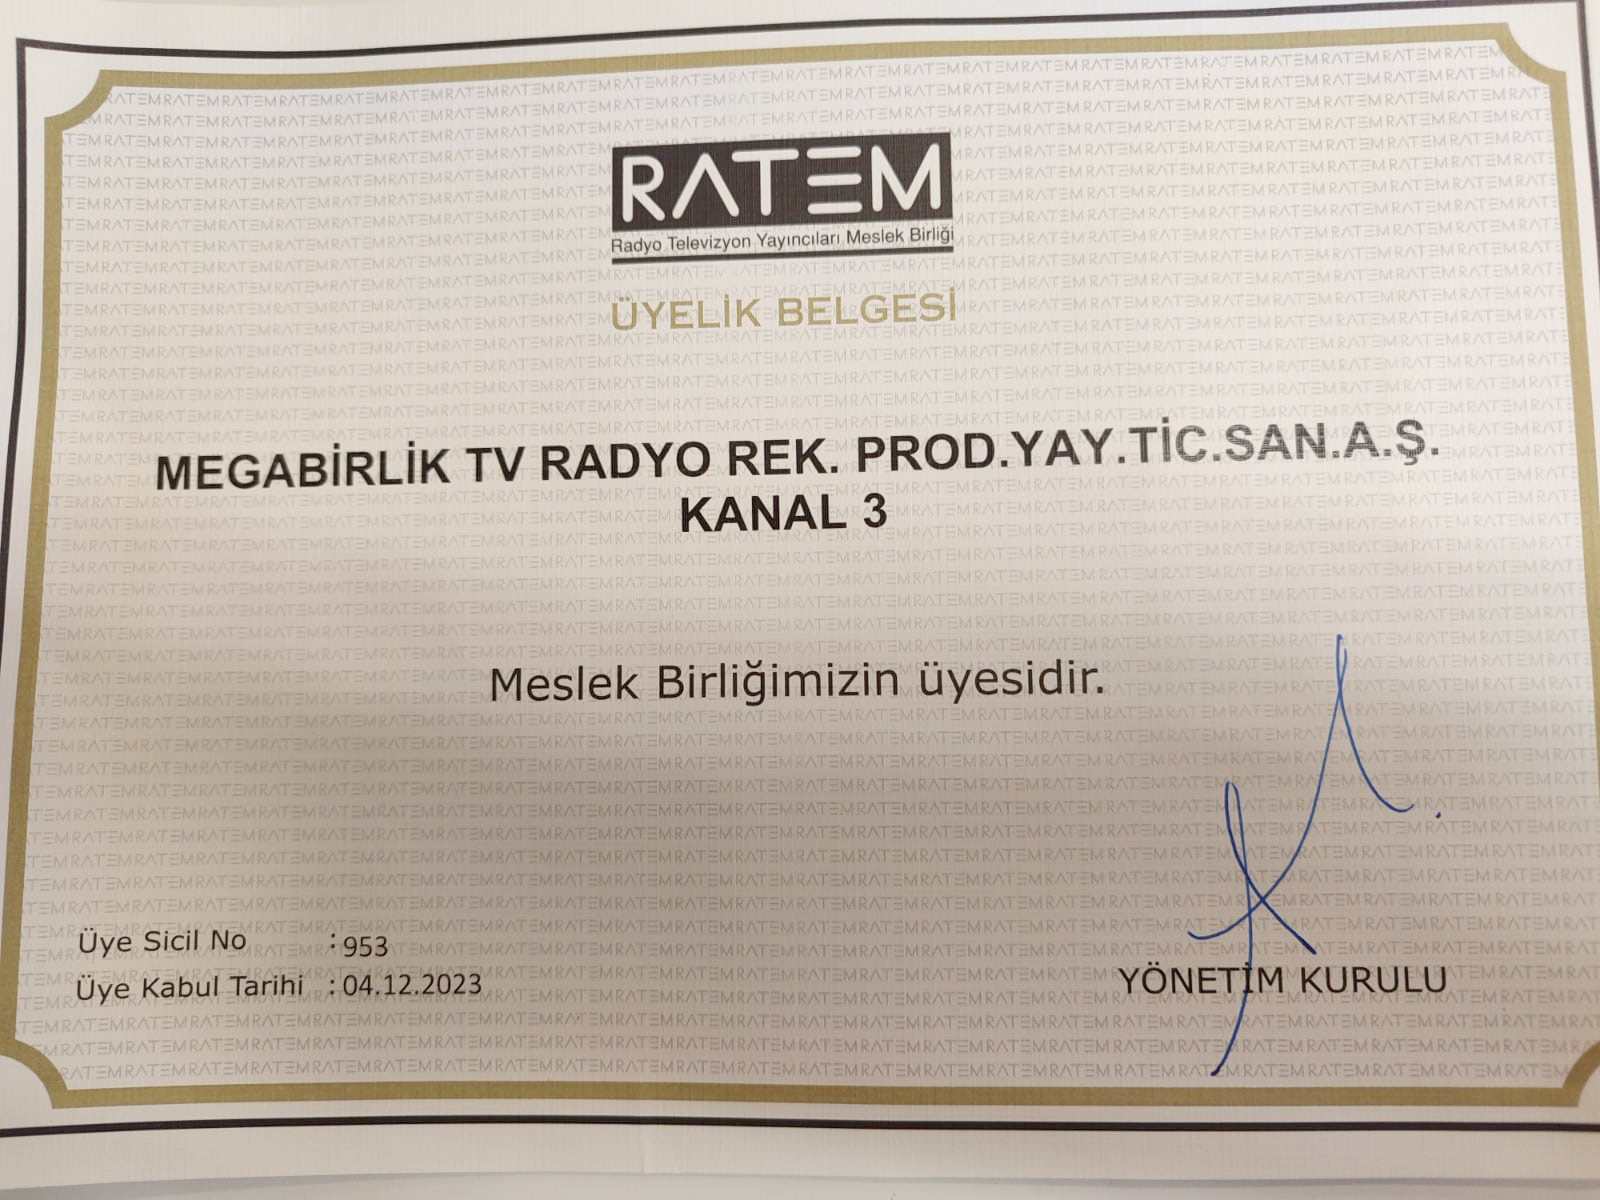 RATEM
Radyo Televizyon Yayıncıları Meslek Birliği
ÜYELİK BELGESİ
MEGABİRLİK TV RADYO REK. PROD.YAY.TİC.SAN.A.Ş.
KANAL 3
Meslek Birliğimizin üyesidir.
Üye Sicil No : 953
Üye Kabul Tarihi : 04.12.2023
YÖNETİM KURULU